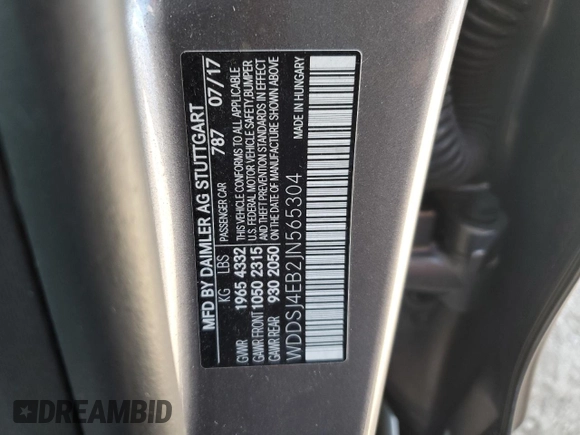 MFD BY DAIMLER AG STUTTGART
PASSENGER CAR 787 07/17
KG LBS
GVWR 1965 4332
GAWR FRONT 1050 2315
GAWR REAR 930 2050
THIS VEHICLE CONFORMS TO ALL APPLICABLE
U.S. FEDERAL MOTOR VEHICLE SAFETY, BUMPER
AND THEFT PREVENTION STANDARDS IN EFFECT
ON THE DATE OF MANUFACTURE SHOWN ABOVE
WDDSJ4EB2JN565304
MADE IN HUNGARY
DREAMBID